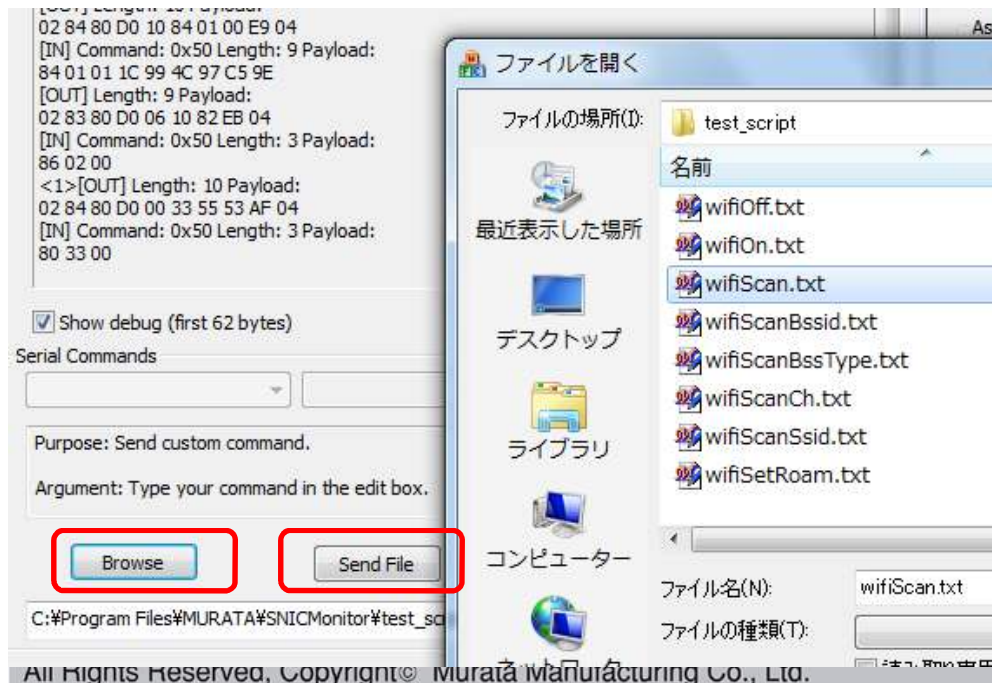 [OUT] Length: 10 Payload:
02 84 80 D0 10 84 01 00 E9 04
[IN] Command: 0x50 Length: 9 Payload:
84 01 01 1C 99 4C 97 C5 9E
[OUT] Length: 9 Payload:
02 83 80 D0 06 10 82 EB 04
[IN] Command: 0x50 Length: 3 Payload:
86 02 00
<1>[OUT] Length: 10 Payload:
02 84 80 D0 00 33 55 53 AF 04
[IN] Command: 0x50 Length: 3 Payload:
80 33 00
Show debug (first 62 bytes)
Serial Commands
Purpose: Send custom command.
Argument: Type your command in the edit box.
Browse
Send File
C:¥Program Files¥MURATA¥SNICMonitor¥test_sc
As
ファイルを開く
ファイルの場所(I):
test_script
最近表示した場所
デスクトップ
ライブラリ
コンピューター
ネットワーク
名前
wifiOff.txt
wifiOn.txt
wifiScan.txt
wifiScanBssid.txt
wifiScanBssType.txt
wifiScanCh.txt
wifiScanSsid.txt
wifiSetRoam.txt
ファイル名(N):
wifiScan.txt
ファイルの種類(T):
All Rights Reserved, Copyright© Murata Manufacturing Co., Ltd.